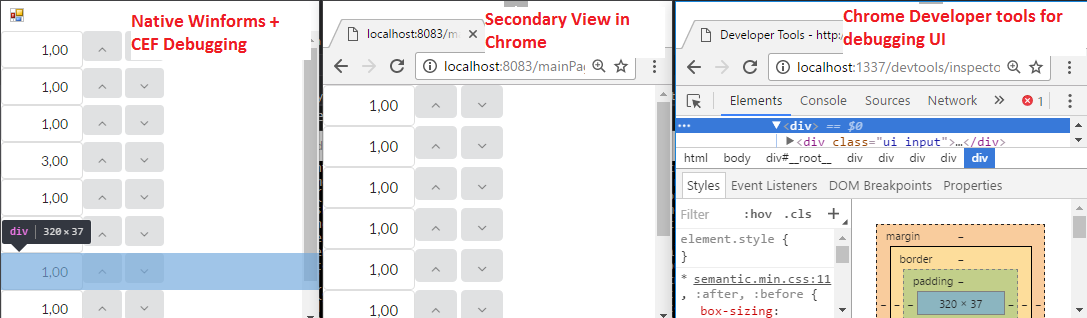 Native Winforms +
CEF Debugging
1,00
1,00
1,00
3,00
1,00
div 320 × 37
1,00
1,00
Secondary View in
Chrome
localhost:8083/ma
localhost:8083/mainPa
1,00
1,00
1,00
1,00
1,00
1,00
Chrome Developer tools for
debugging UI
Developer Tools - http:/
localhost:1337/devtools/inspecto
Elements Console Sources Network » 1
… ▼<div> == $0
▶<div class="ui input">…</div>
html body div#__root__ div div div div
Styles Event Listeners DOM Breakpoints Properties
Filter :hov .cls +
element.style {
}
* semantic.min.css:11
, :after, :before {
box-sizing:
margin –
border –
padding –
– – – 320 × 37 – – –